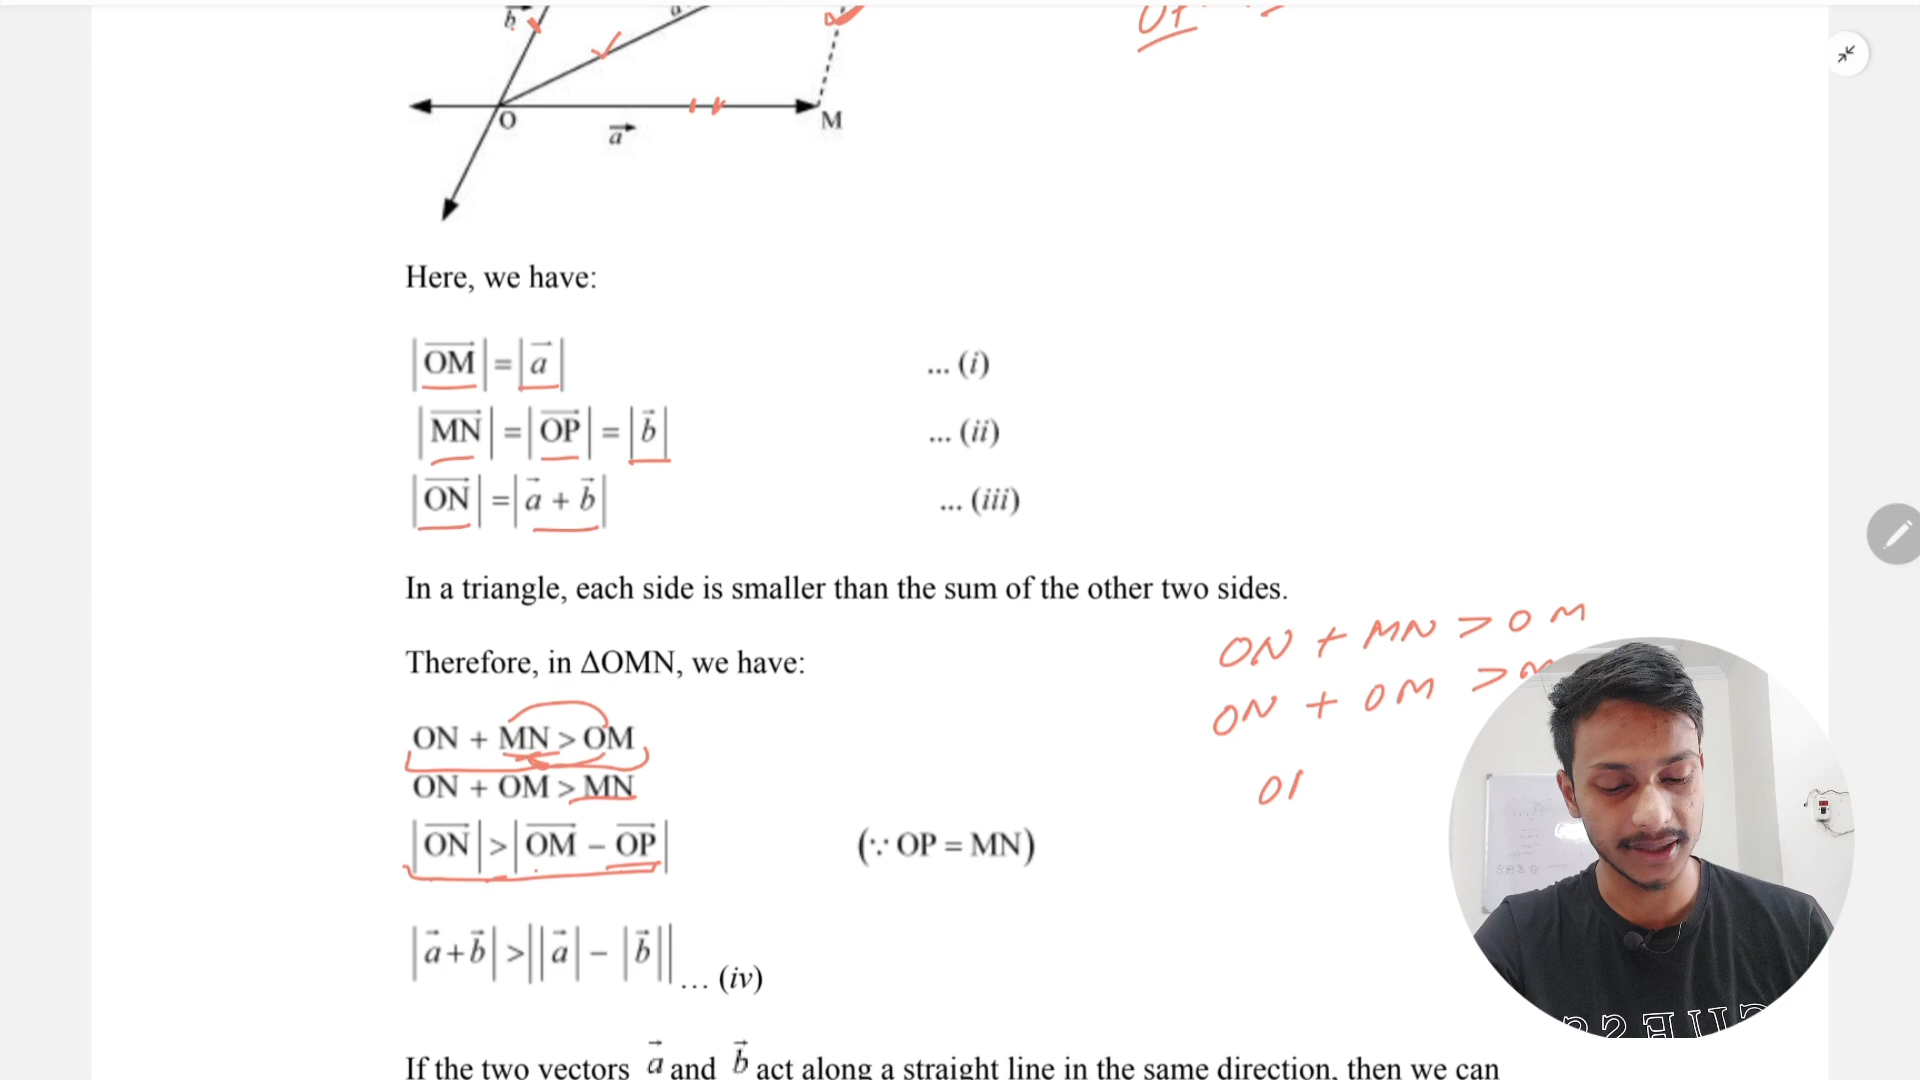 b
a
O
a
M
Here, we have:
|OM| = |a| ... (i)
|MN| = |OP| = |b| ... (ii)
|ON| = |a + b| ... (iii)
In a triangle, each side is smaller than the sum of the other two sides.
ON + MN > OM
Therefore, in ΔOMN, we have:
ON + OM >
ON + MN > OM
ON + OM > MN
|ON| > |OM − OP| (∵ OP = MN)
|a + b| > ||a| − |b|| ... (iv)
If the two vectors a and b act along a straight line in the same direction, then we can